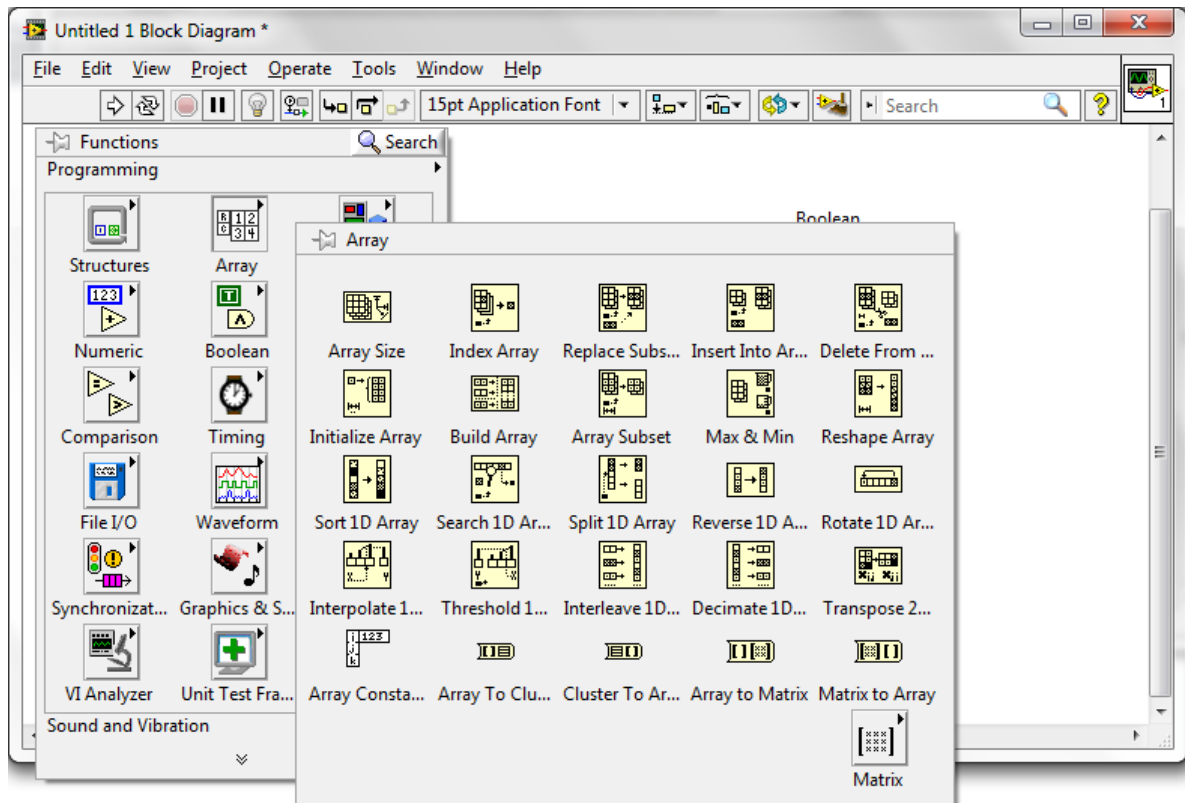 Untitled 1 Block Diagram *
File Edit View Project Operate Tools Window Help
15pt Application Font Search
1
Functions Search
Programming
Boolean
Array
Structures Array
Array Size Index Array Replace Subs... Insert Into Ar... Delete From ...
Numeric Boolean
Initialize Array Build Array Array Subset Max & Min Reshape Array
Comparison Timing
Sort 1D Array Search 1D Ar... Split 1D Array Reverse 1D A... Rotate 1D Ar...
File I/O Waveform
Interpolate 1... Threshold 1... Interleave 1D... Decimate 1D... Transpose 2...
Synchronizat... Graphics & S...
Array Consta... Array To Clu... Cluster To Ar... Array to Matrix Matrix to Array
VI Analyzer Unit Test Fra...
Sound and Vibration
Matrix